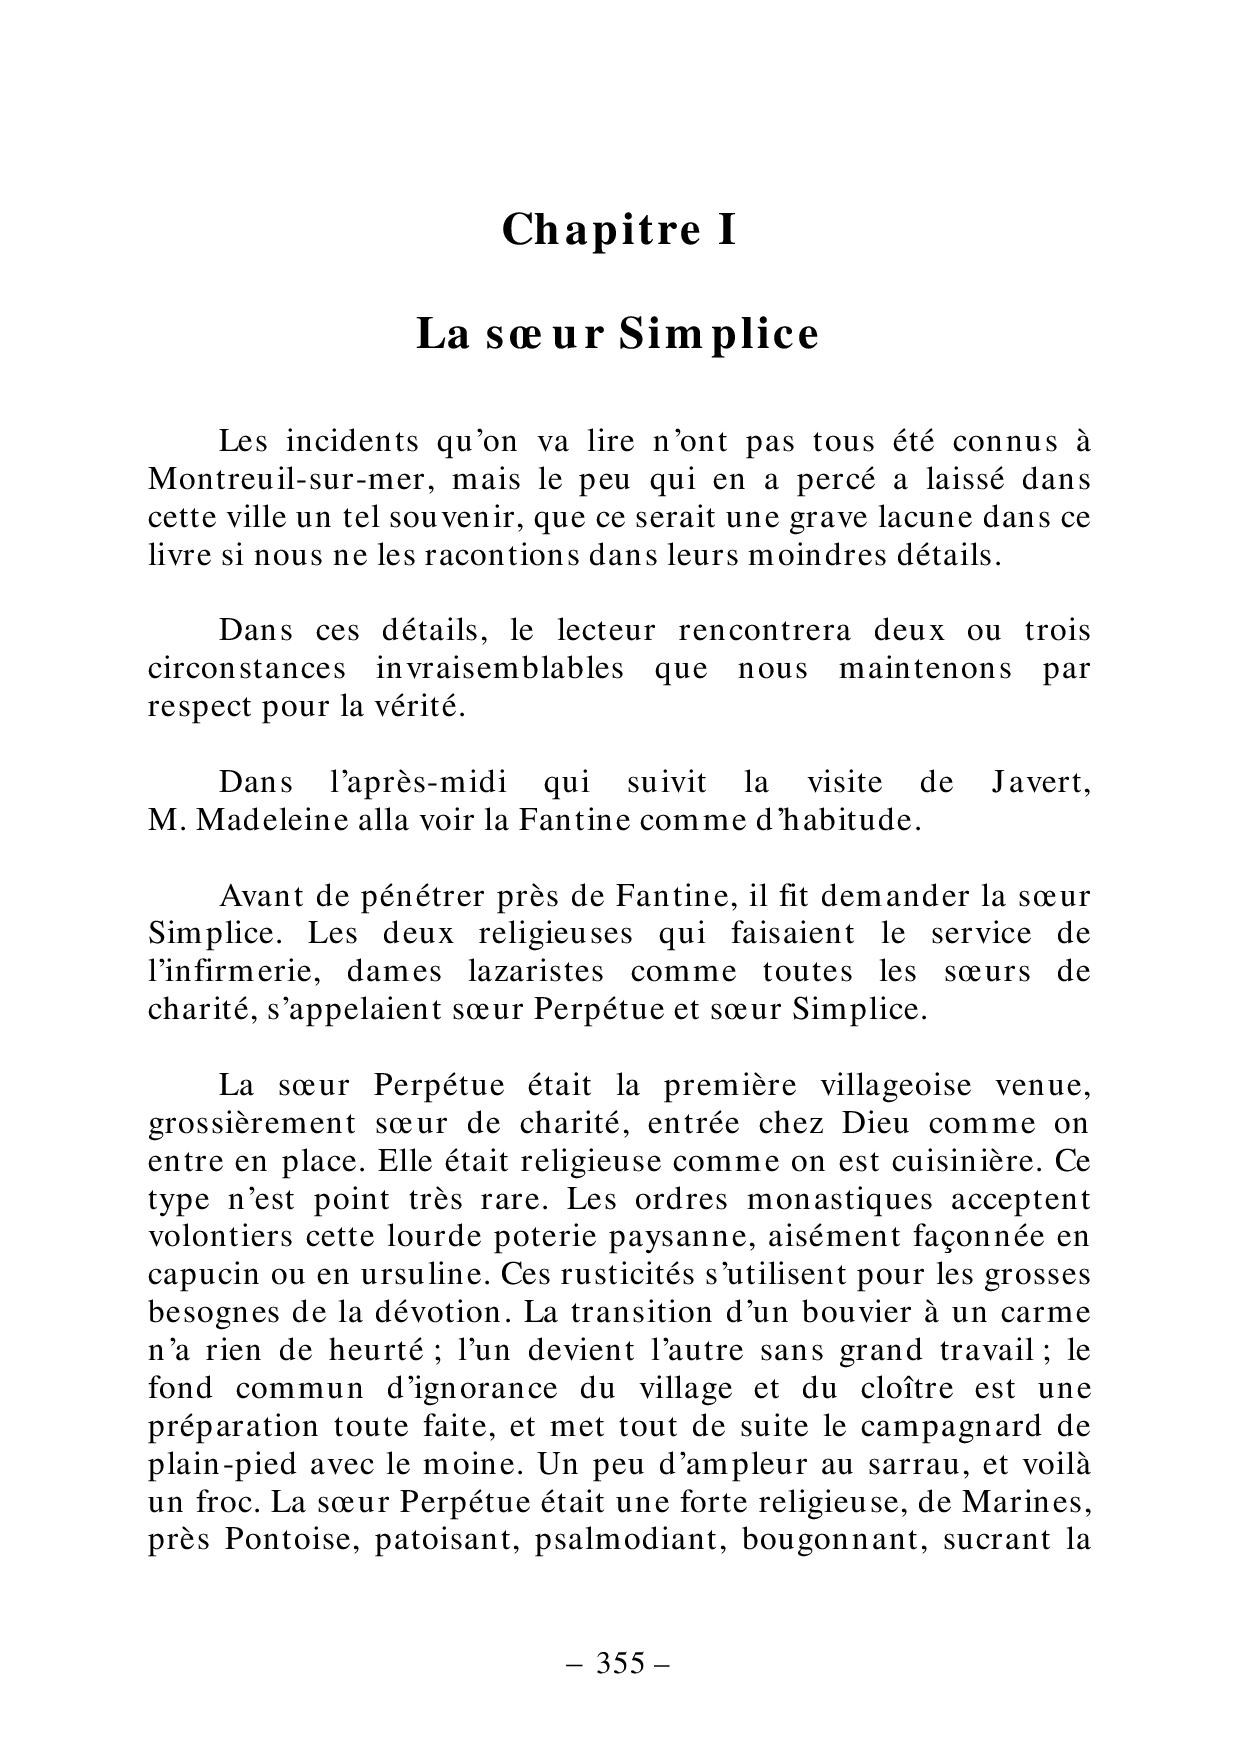 Chapitre I
La sœur Simplice
Les incidents qu’on va lire n’ont pas tous été connus à
Montreuil-sur-mer, mais le peu qui en a percé a laissé dans
cette ville un tel souvenir, que ce serait une grave lacune dans ce
livre si nous ne les racontions dans leurs moindres détails.
Dans ces détails, le lecteur rencontrera deux ou trois
circonstances invraisemblables que nous maintenons par
respect pour la vérité.
Dans l’après-midi qui suivit la visite de Javert,
M. Madeleine alla voir la Fantine comme d’habitude.
Avant de pénétrer près de Fantine, il fit demander la sœur
Simplice. Les deux religieuses qui faisaient le service de
l’infirmerie, dames lazaristes comme toutes les sœurs de
charité, s’appelaient sœur Perpétue et sœur Simplice.
La sœur Perpétue était la première villageoise venue,
grossièrement sœur de charité, entrée chez Dieu comme on
entre en place. Elle était religieuse comme on est cuisinière. Ce
type n’est point très rare. Les ordres monastiques acceptent
volontiers cette lourde poterie paysanne, aisément façonnée en
capucin ou en ursuline. Ces rusticités s’utilisent pour les grosses
besognes de la dévotion. La transition d’un bouvier à un carme
n’a rien de heurté ; l’un devient l’autre sans grand travail ; le
fond commun d’ignorance du village et du cloître est une
préparation toute faite, et met tout de suite le campagnard de
plain-pied avec le moine. Un peu d’ampleur au sarrau, et voilà
un froc. La sœur Perpétue était une forte religieuse, de Marines,
près Pontoise, patoisant, psalmodiant, bougonnant, sucrant la
– 355 –